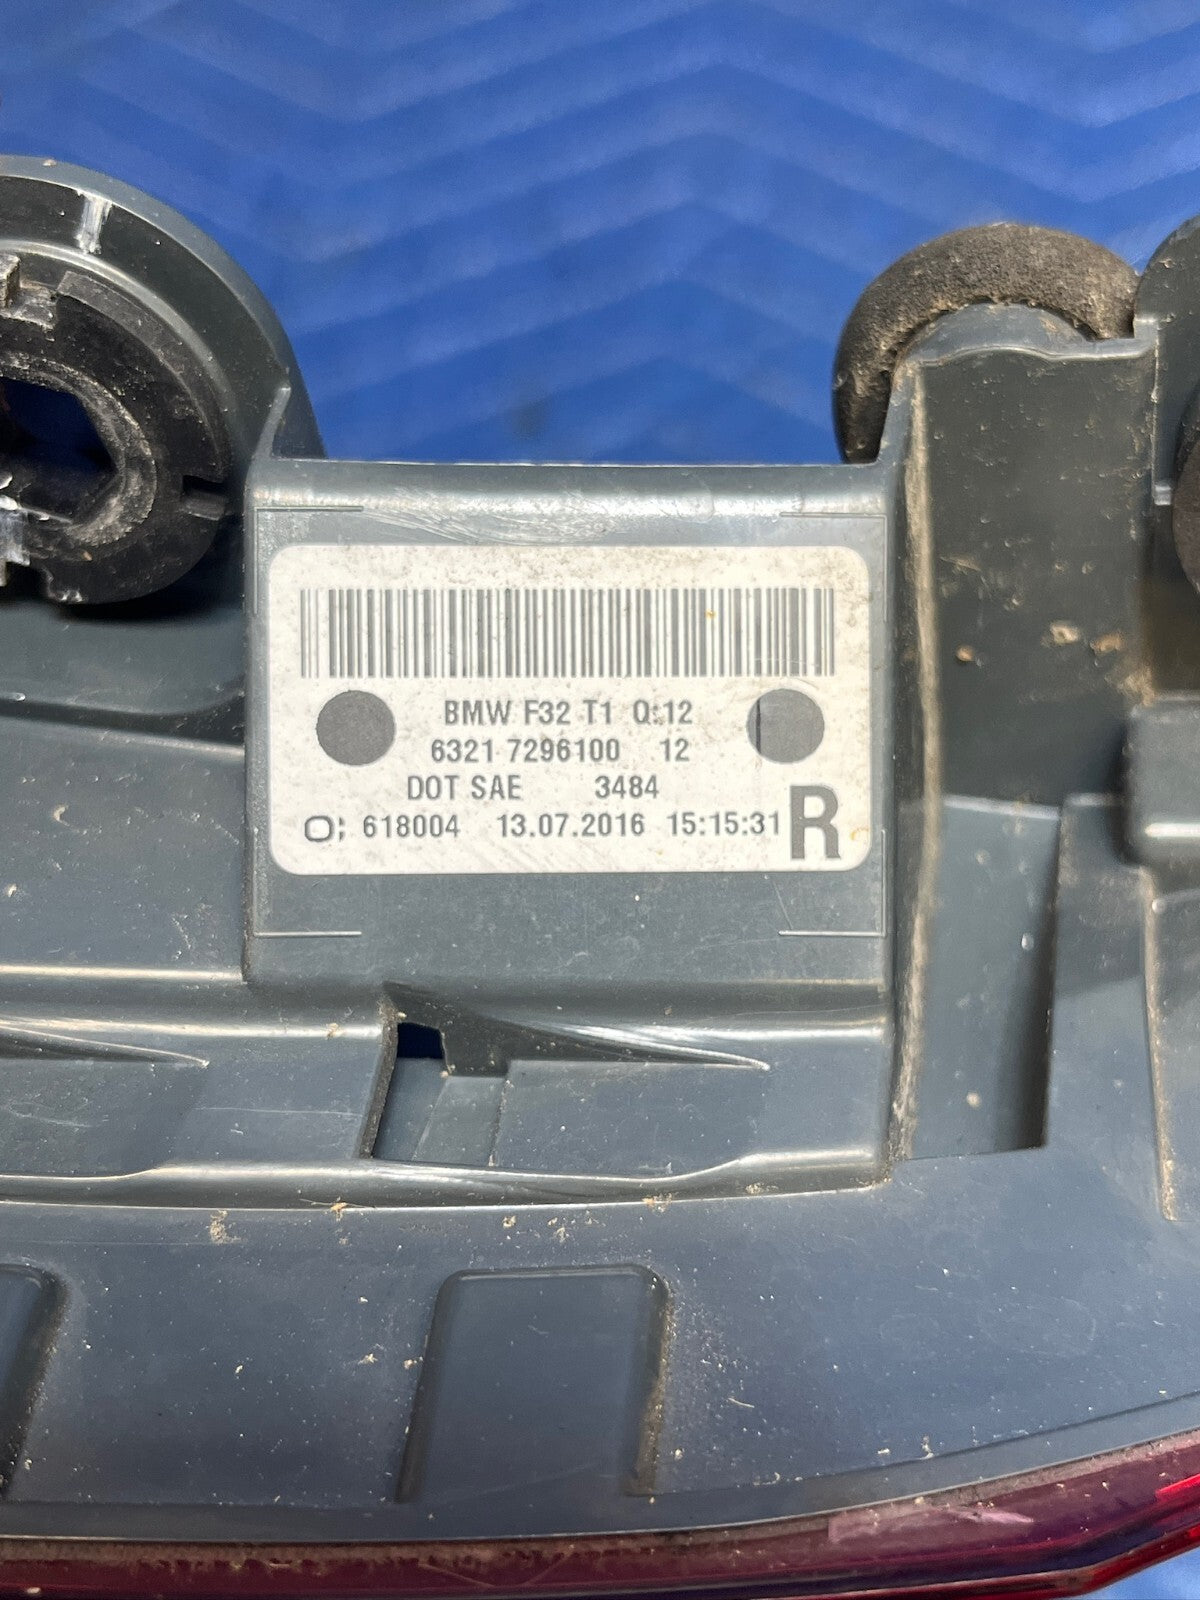 BMW F32 T1 Q:12
6321 7296100 12
DOT SAE 3484
618004 13.07.2016 15:15:31 R